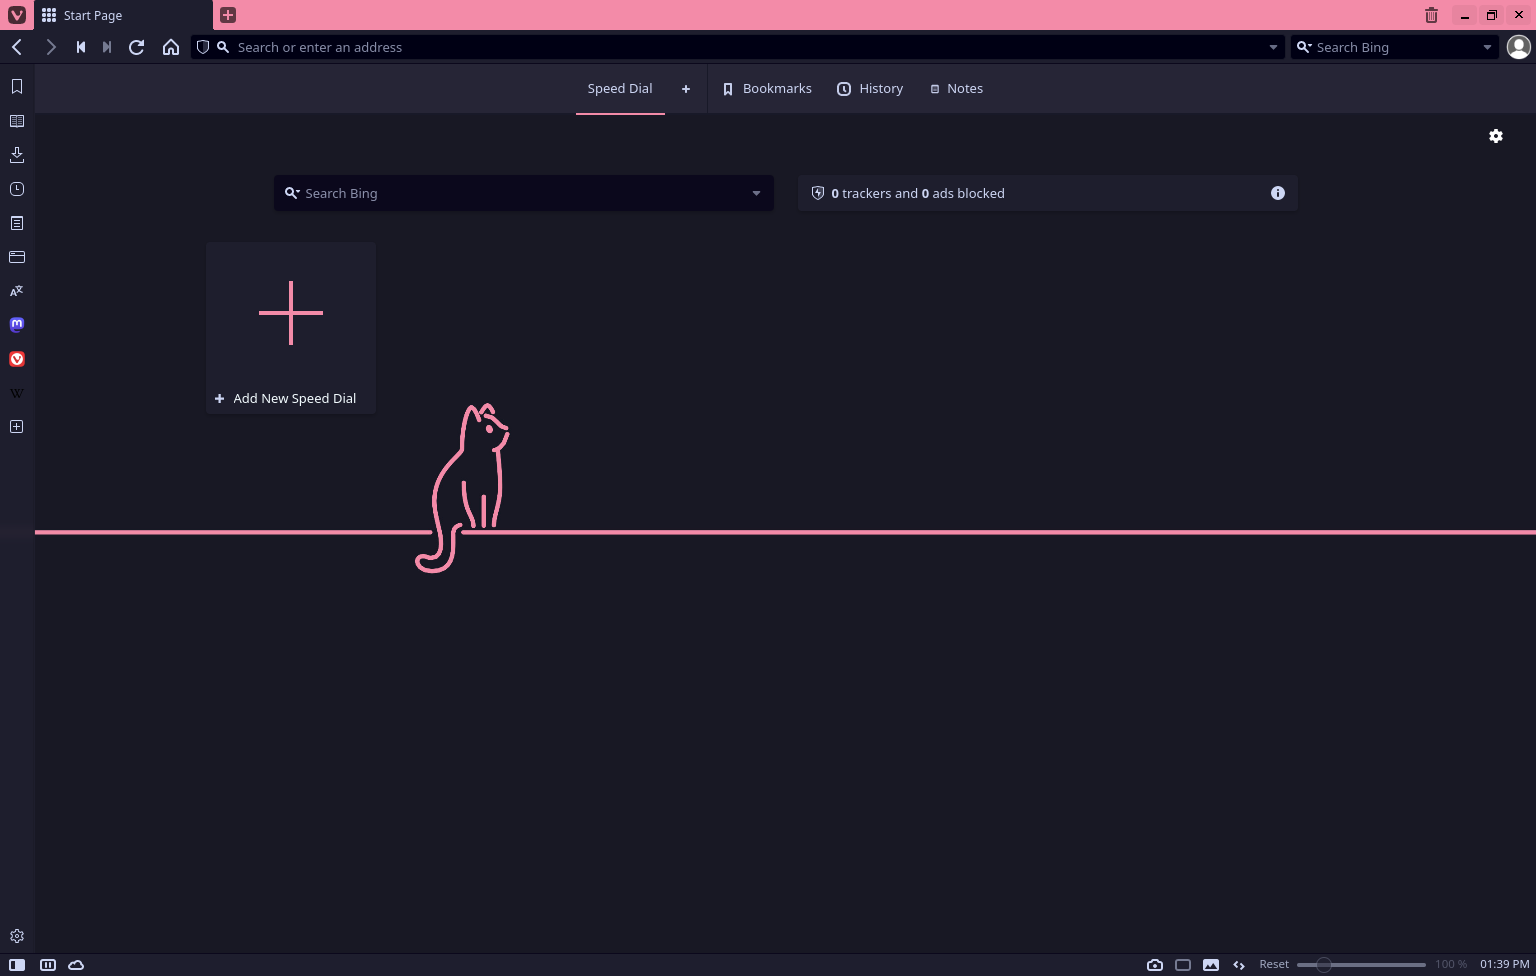 Start Page
Search or enter an address
Search Bing
Speed Dial
Bookmarks
History
Notes
Search Bing
0 trackers and 0 ads blocked
Add New Speed Dial
Reset
100 %
01:39 PM